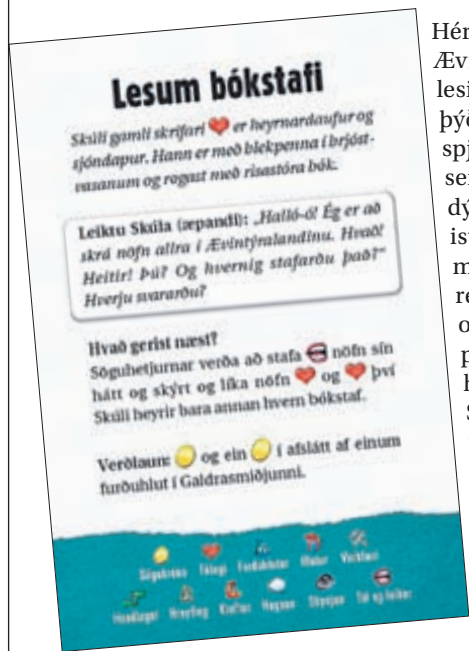 Lesum bókstafi
Skúli gamli skrifari er heyrnardaufur og
sjóndapur. Hann er með blekpenna í brjóst-
vasanum og rogast með risastóra bók.
Leiktu Skúla (æpandi): „Halló-ó! Ég er að
skrá nöfn allra í Ævintýralandinu. Hvað!
Heitir! Þú? Og hvernig stafarðu það?“
Hverju svararðu?
Hvað gerist næst?
Söguhetjurnar verða að stafa nöfn sín
hátt og skýrt og líka nöfn og því
Skúli heyrir bara annan hvern bókstaf.
Verðlaun: og ein í afslátt af einum
furðuhlut í Galdrasmiðjunni.
Hér
Æv
lesi
þýð
spj
se
dý
is
m
re
o
p